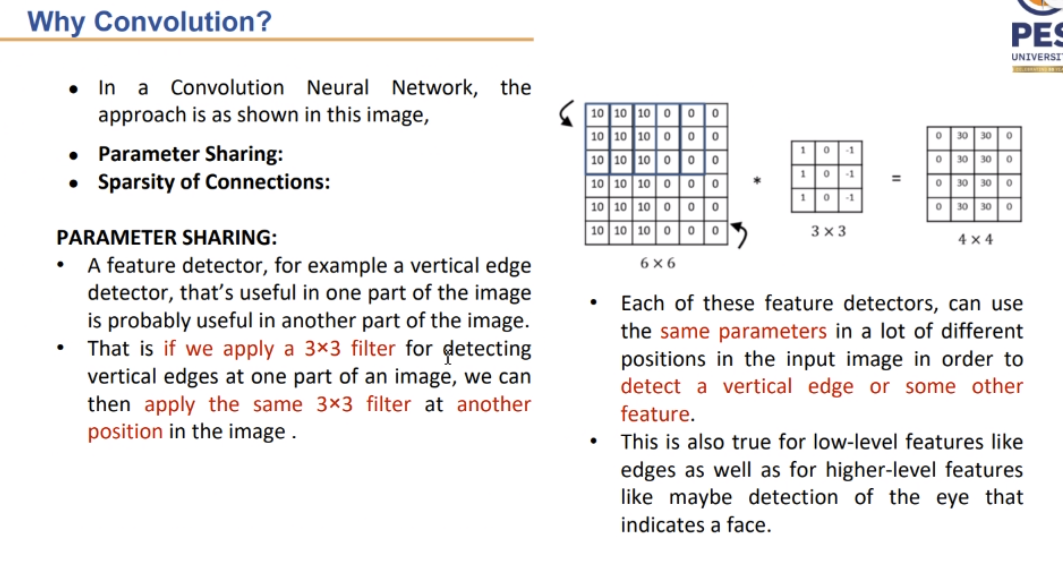 Why Convolution?
PES
UNIVERSI
• In a Convolution Neural Network, the
approach is as shown in this image,
• Parameter Sharing:
• Sparsity of Connections:
PARAMETER SHARING:
• A feature detector, for example a vertical edge
detector, that's useful in one part of the image
is probably useful in another part of the image.
• That is if we apply a 3×3 filter for detecting
vertical edges at one part of an image, we can
then apply the same 3×3 filter at another
position in the image .
10 10 10 0 0 0
10 10 10 0 0 0
10 10 10 0 0 0
10 10 10 0 0 0
10 10 10 0 0 0
10 10 10 0 0 0
6 × 6
*
1 0 -1
1 0 -1
1 0 -1
3 × 3
=
0 30 30 0
0 30 30 0
0 30 30 0
0 30 30 0
4 × 4
• Each of these feature detectors, can use
the same parameters in a lot of different
positions in the input image in order to
detect a vertical edge or some other
feature.
• This is also true for low-level features like
edges as well as for higher-level features
like maybe detection of the eye that
indicates a face.